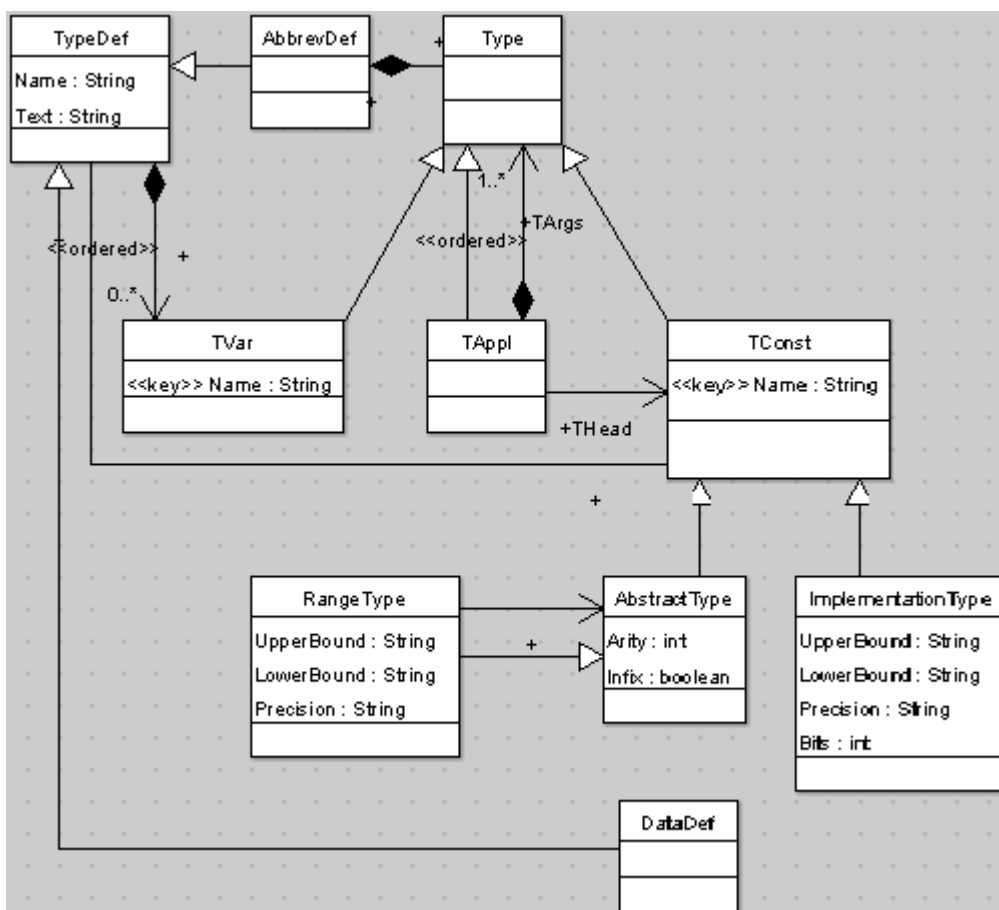 TypeDef
Name : String
Text : String
AbbrevDef
+
+
Type
1..*
+TArgs
<<ordered>>
<<ordered>>
+
0..*
TVar
<<key>> Name : String
TAppl
+THead
TConst
<<key>> Name : String
+
RangeType
UpperBound : String
LowerBound : String
Precision : String
+
AbstractType
Arity : int
Infix : boolean
ImplementationType
UpperBound : String
LowerBound : String
Precision : String
Bits : int
DataDef